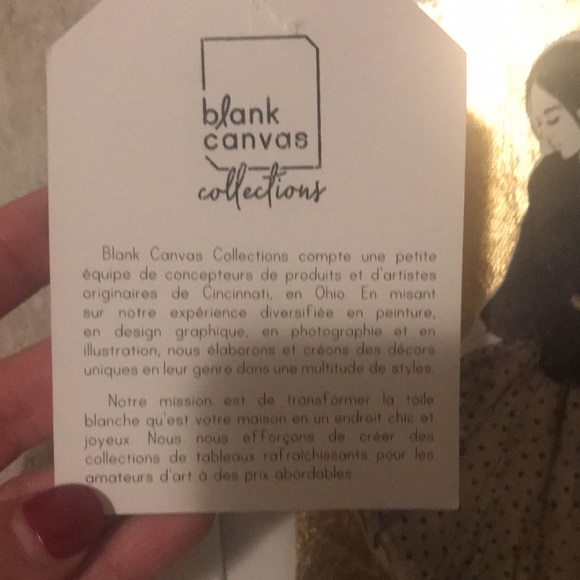 blank
canvas
collections
Blank Canvas Collections compte une petite
équipe de concepteurs de produits et d'artistes
originaires de Cincinnati, en Ohio. En misant
sur notre expérience diversifiée en peinture,
en design graphique, en photographie et en
illustration, nous élaborons et créons des décors
uniques en leur genre dans une multitude de styles.
Notre mission est de transformer la toile
blanche qu'est votre maison en un endroit chic et
joyeux. Nous nous efforçons de créer des
collections de tableaux rafraîchissants pour les
amateurs d'art à des prix abordables.